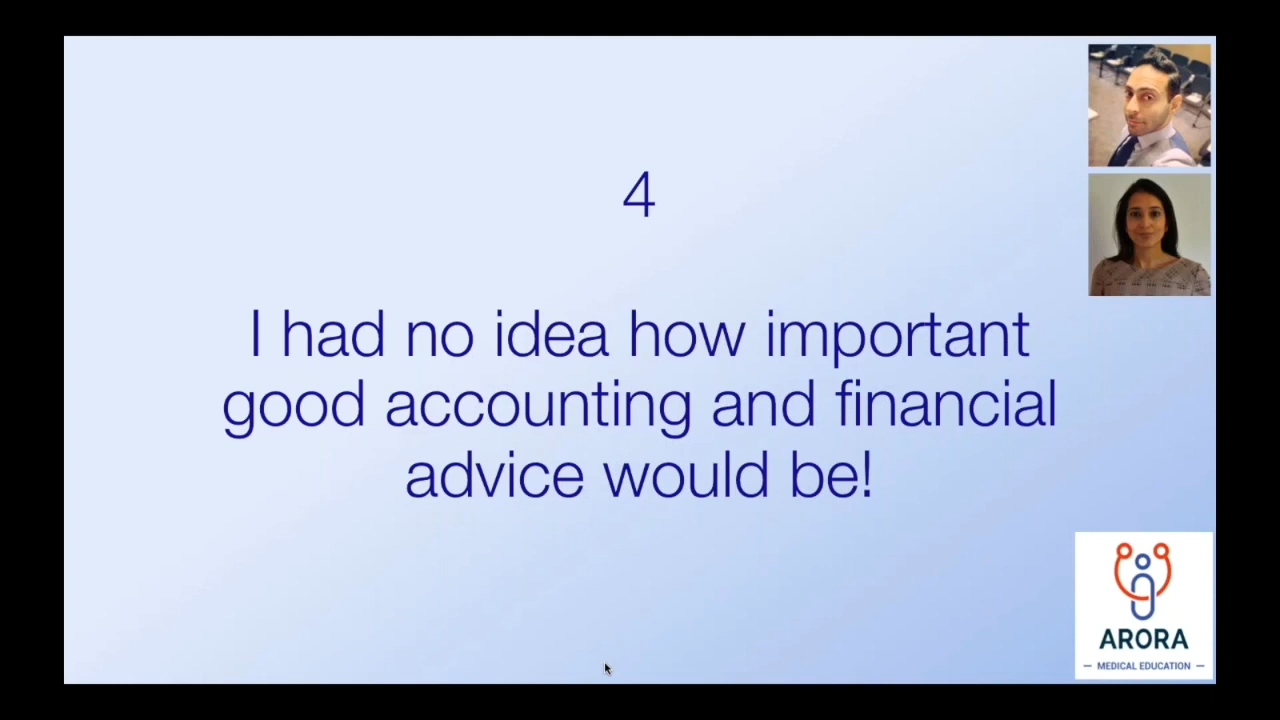 4
I had no idea how important
good accounting and financial
advice would be!
ARORA
MEDICAL EDUCATION